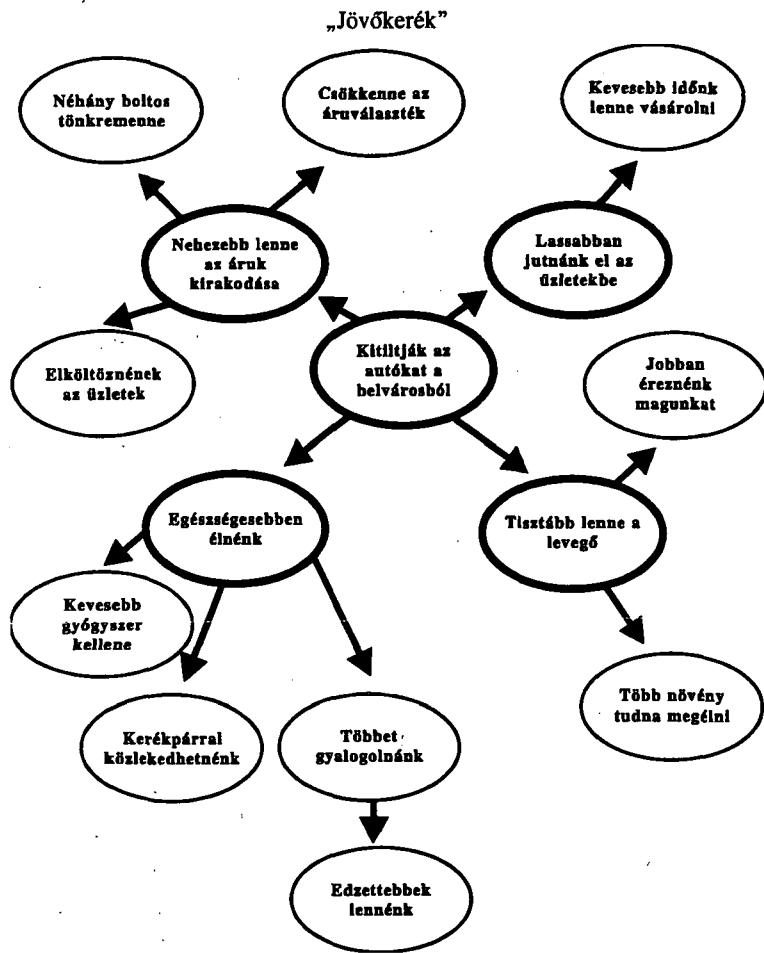 „Jövőkerék”
Néhány boltos
tönkremenne
Csökkenne az
áruválaszték
Kevesebb időnk
lenne vásárolni
Nehezebb lenne
az áruk
kirakodása
Lassabban
jutnánk el az
üzletekbe
Elköltöznének
az üzletek
Kitiltják az
autókat a
belvárosból
Jobban
éreznénk
magunkat
Egészségesebben
élnénk
Tisztább lenne a
levegő
Kevesebb
gyógyszer
kellene
Kerékpárral
közlekedhetnénk
Többet
gyalogolnánk
Több növény
tudna megélni
Edzettebbek
lennénk